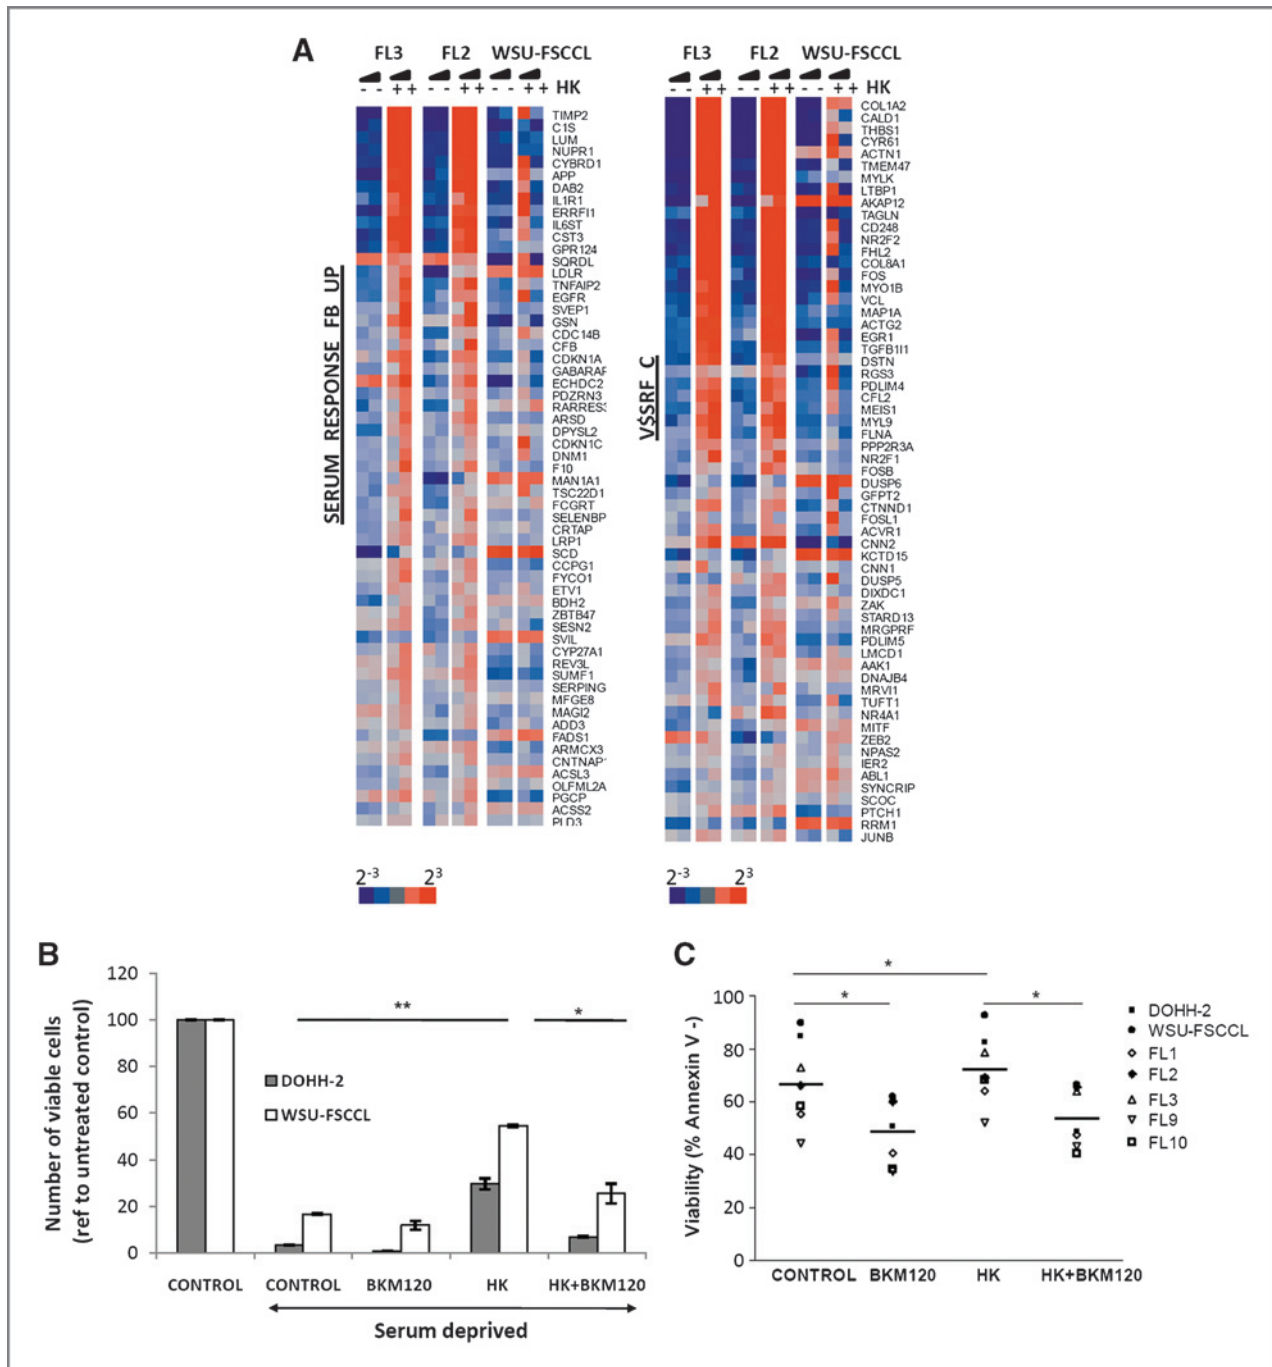 A
FL3 FL2 WSU-FSCCL
- - + + - - + + - - + + HK
TIMP2
C1S
LUM
NUPR1
CYBRD1
APP
DAB2
IL1R1
ERRFI1
IL6ST
CST3
GPR124
SQRDL
LDLR
TNFAIP2
EGFR
SVEP1
GSN
CDC14B
CFB
CDKN1A
GABARAP
ECHDC2
PDZRN3
RARRES3
ARSD
DPYSL2
CDKN1C
DNM1
F10
MAN1A1
TSC22D1
FCGRT
SELENBP
CRTAP
LRP1
SCD
CCPG1
FYCO1
ETV1
BDH2
ZBTB47
SESN2
SVIL
CYP27A1
REV3L
SUMF1
SERPING
MFGE8
MAGI2
ADD3
FADS1
ARMCX3
CNTNAP1
ACSL3
OLFML2A
PGCP
ACSS2
PLD3
SERUM RESPONSE FB UP
2-3 23
FL3 FL2 WSU-FSCCL
- - + + - - + + - - + + HK
COL1A2
CALD1
THBS1
CYR61
ACTN1
TMEM47
MYLK
LTBP1
AKAP12
TAGLN
CD248
NR2F2
FHL2
COL8A1
FOS
MYO1B
VCL
MAP1A
ACTG2
EGR1
TGFB1I1
DSTN
RGS3
PDLIM4
CFL2
MEIS1
MYL9
FLNA
PPP2R3A
NR2F1
FOSB
DUSP6
GFPT2
CTNND1
FOSL1
ACVR1
CNN2
KCTD15
CNN1
DUSP5
DIXDC1
ZAK
STARD13
MRGPRF
PDLIM5
LMCD1
AAK1
DNAJB4
MRVI1
TUFT1
NR4A1
MITF
ZEB2
NPAS2
IER2
ABL1
SYNCRIP
SCOC
PTCH1
RRM1
JUNB
V$SRF C
2-3 23
B
Number of viable cells
(ref to untreated control)
120
100
80
60
40
20
0
** *
DOHH-2
WSU-FSCCL
CONTROL CONTROL BKM120 HK HK+BKM120
Serum deprived
C
Viability (% Annexin V -)
100
80
60
40
20
0
*
* *
CONTROL BKM120 HK HK+BKM120
DOHH-2
WSU-FSCCL
FL1
FL2
FL3
FL9
FL10